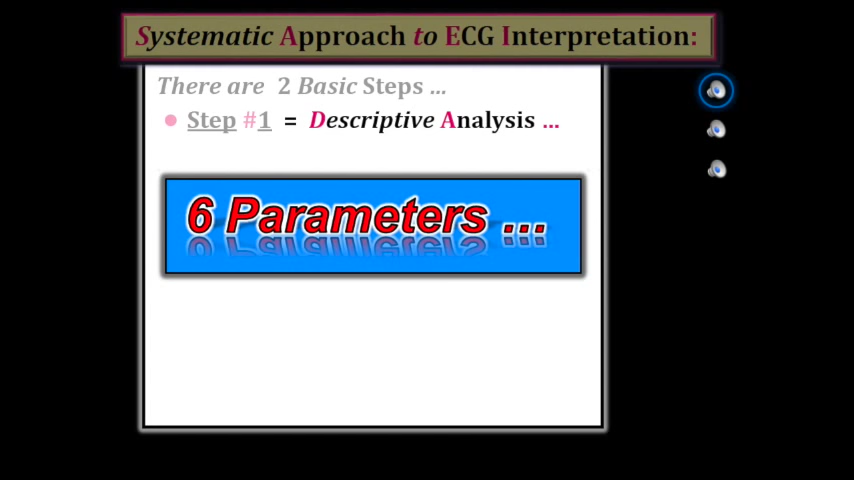 Systematic Approach to ECG Interpretation:
There are 2 Basic Steps ...
Step #1 = Descriptive Analysis ...
6 Parameters ...